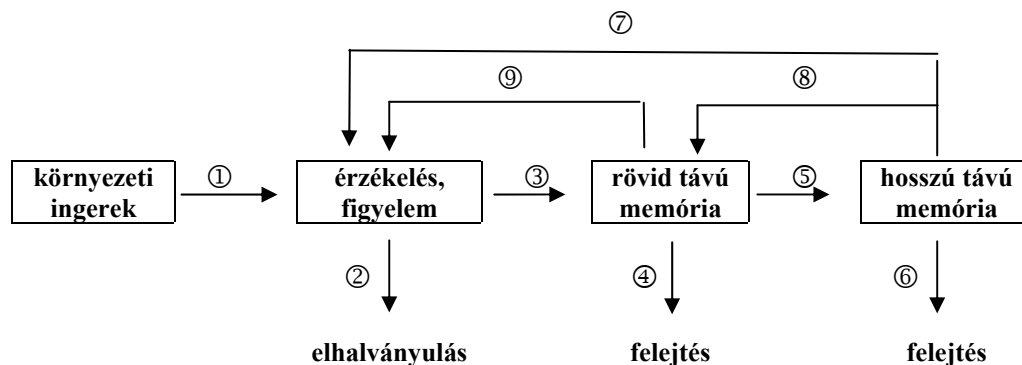 ⑦
⑨
⑧
környezeti
ingerek
①
érzékelés,
figyelem
③
rövid távú
memória
⑤
hosszú távú
memória
②
④
⑥
elhalványulás
felejtés
felejtés